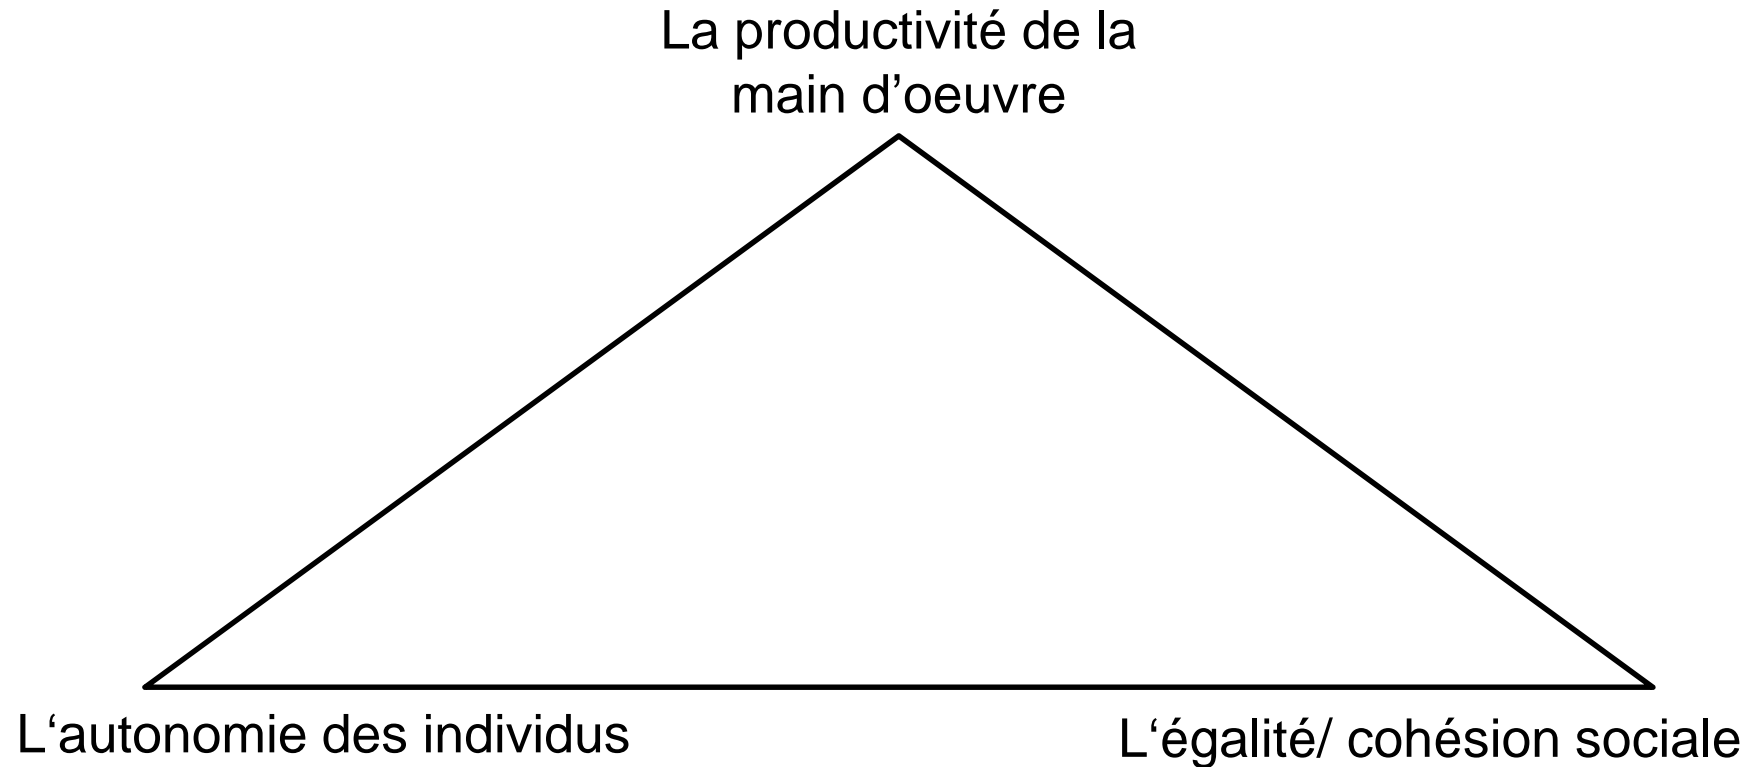 La productivité de la
main d’oeuvre
L‘autonomie des individus
L‘égalité/ cohésion sociale